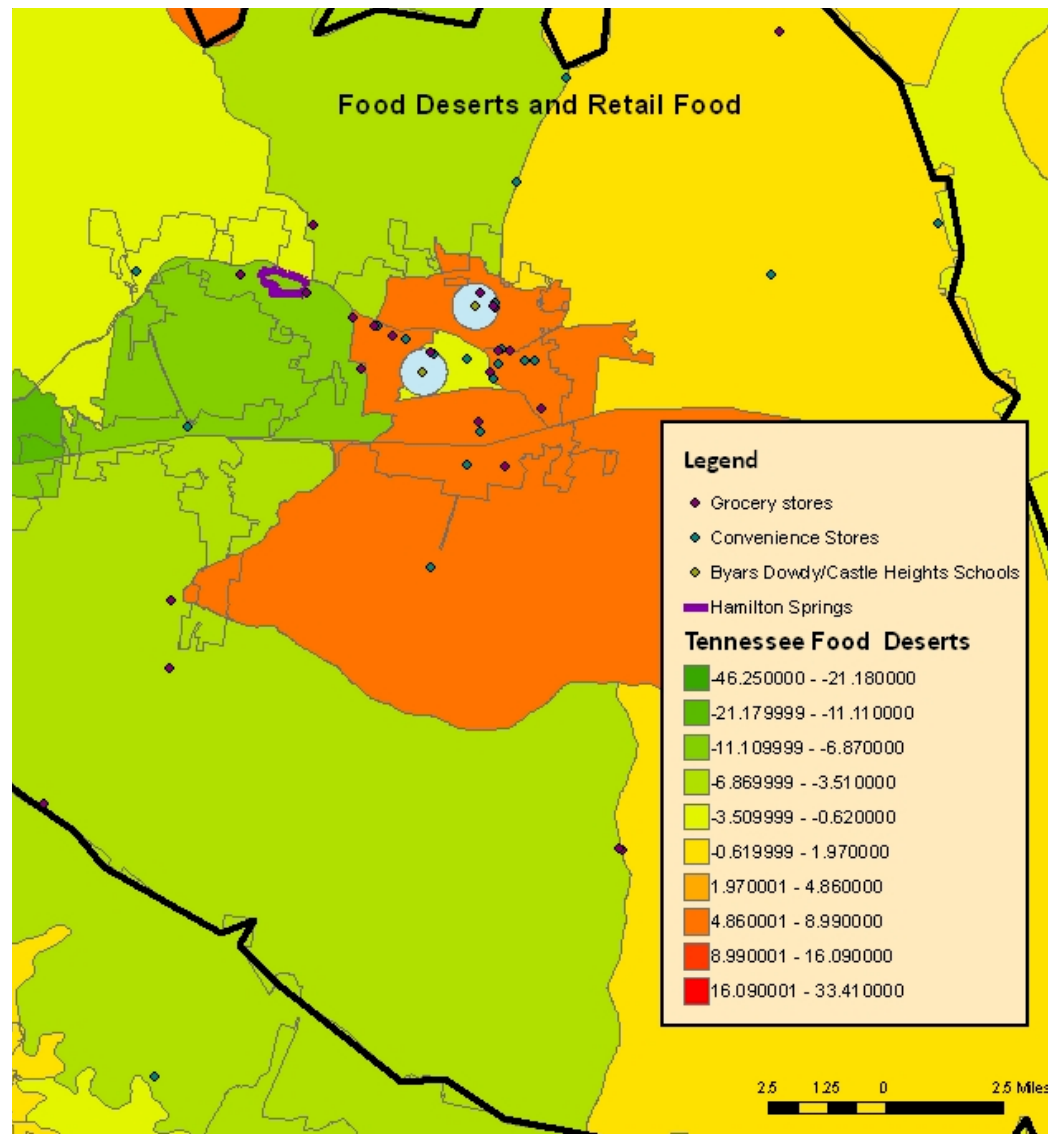 Food Deserts and Retail Food
Legend
Grocery stores
Convenience Stores
Byars Dowdy/Castle Heights Schools
Hamilton Springs
Tennessee Food Deserts
-46.250000 - -21.180000
-21.179999 - -11.110000
-11.109999 - -6.870000
-6.869999 - -3.510000
-3.509999 - -0.620000
-0.619999 - 1.970000
1.970001 - 4.860000
4.860001 - 8.990000
8.990001 - 16.090000
16.090001 - 33.410000
2.5 1.25 0 2.5 Miles